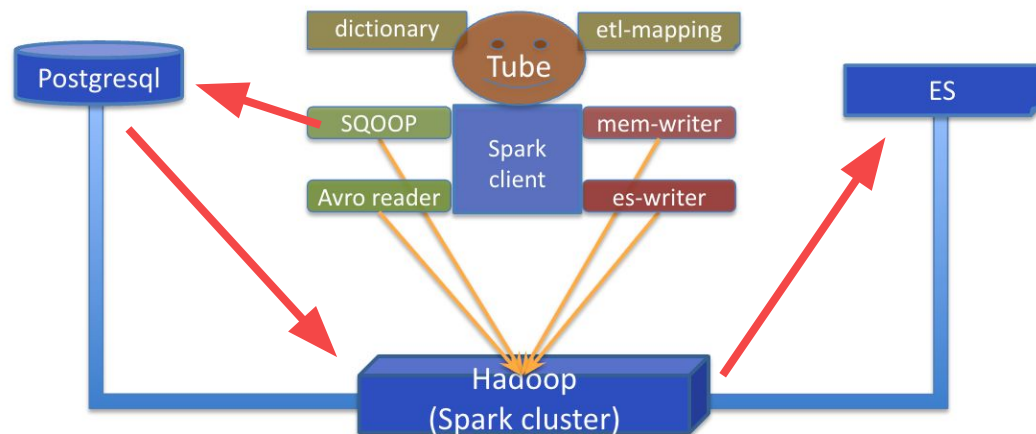 dictionary
etl-mapping
Tube
Postgresql
ES
SQOOP
mem-writer
Spark
client
Avro reader
es-writer
Hadoop
(Spark cluster)